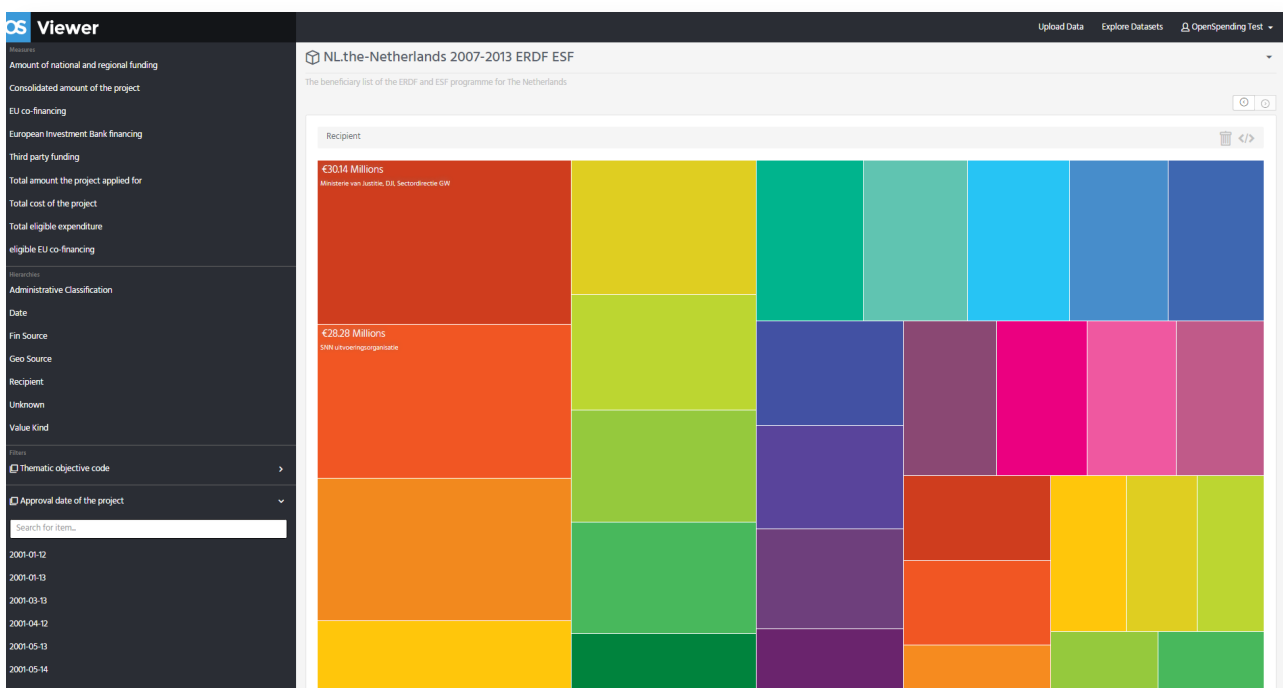 OS Viewer
Upload Data Explore Datasets OpenSpending Test
Measures
Amount of national and regional funding
Consolidated amount of the project
EU co-financing
European Investment Bank financing
Third party funding
Total amount the project applied for
Total cost of the project
Total eligible expenditure
eligible EU co-financing
Hierarchies
Administrative Classification
Date
Fin Source
Geo Source
Recipient
Unknown
Value Kind
Filters
Thematic objective code
Approval date of the project
Search for item...
2001-01-12
2001-01-13
2001-03-13
2001-04-12
2001-05-13
2001-05-14
NL.the-Netherlands 2007-2013 ERDF ESF
The beneficiary list of the ERDF and ESF programme for The Netherlands
Recipient
€30.14 Millions
Ministerie van Justitie, DJI, Sectordirectie GW
€28.28 Millions
SNN uitvoeringsorganisatie